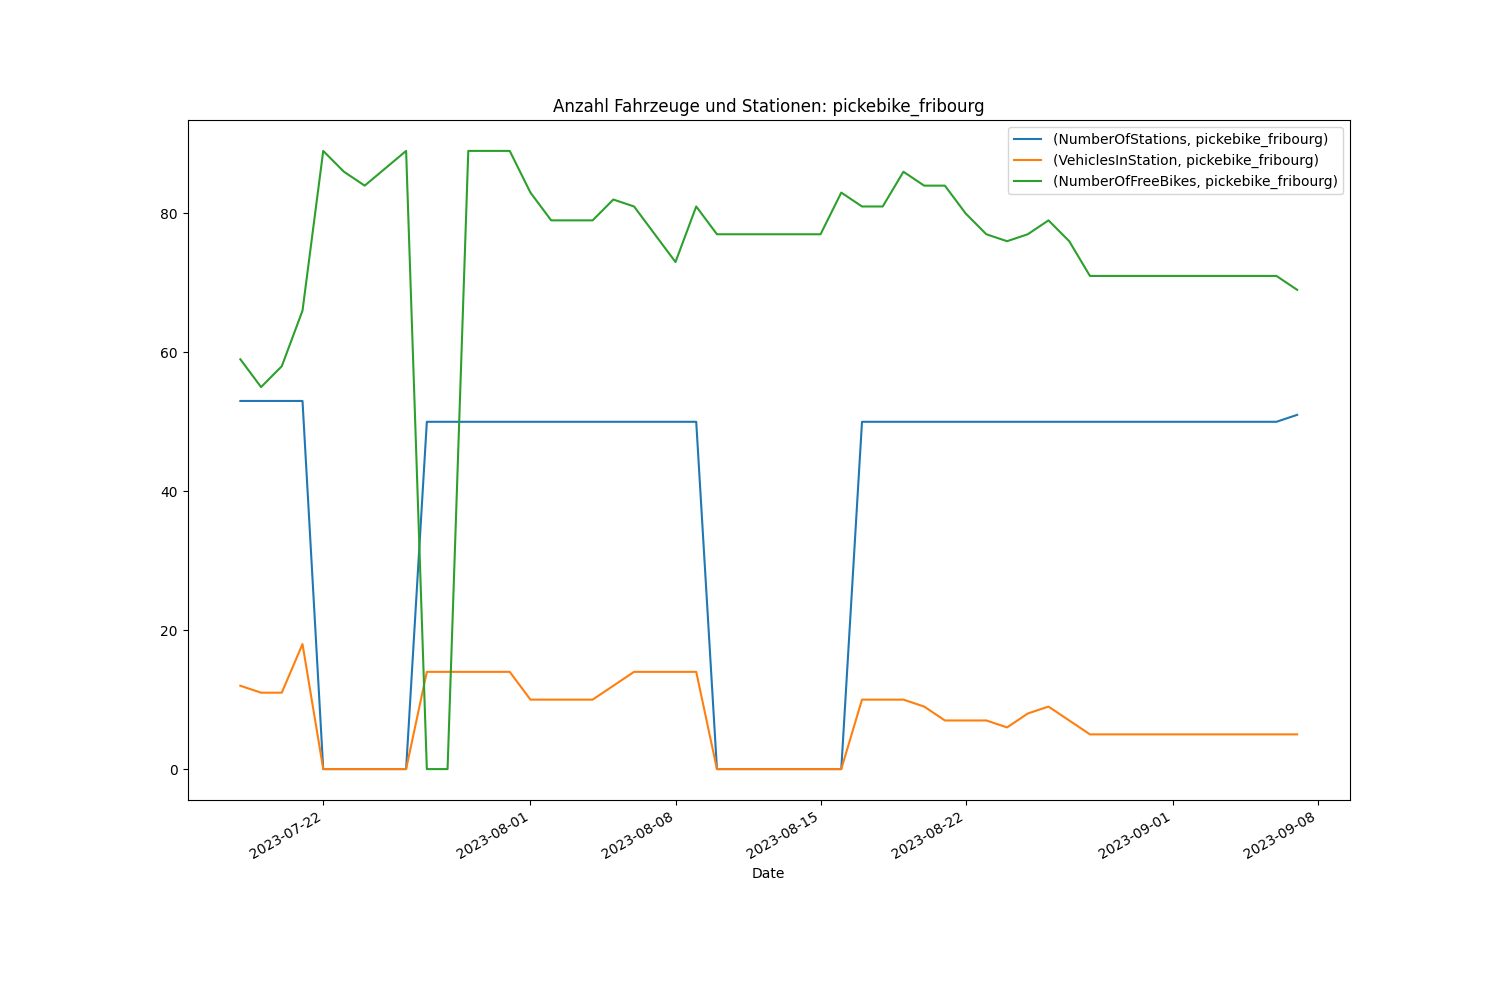 Anzahl Fahrzeuge und Stationen: pickebike_fribourg
(NumberOfStations, pickebike_fribourg)
(VehiclesInStation, pickebike_fribourg)
(NumberOfFreeBikes, pickebike_fribourg)
80
60
40
20
0
2023-07-22
2023-08-01
2023-08-08
2023-08-15
2023-08-22
2023-09-01
2023-09-08
Date